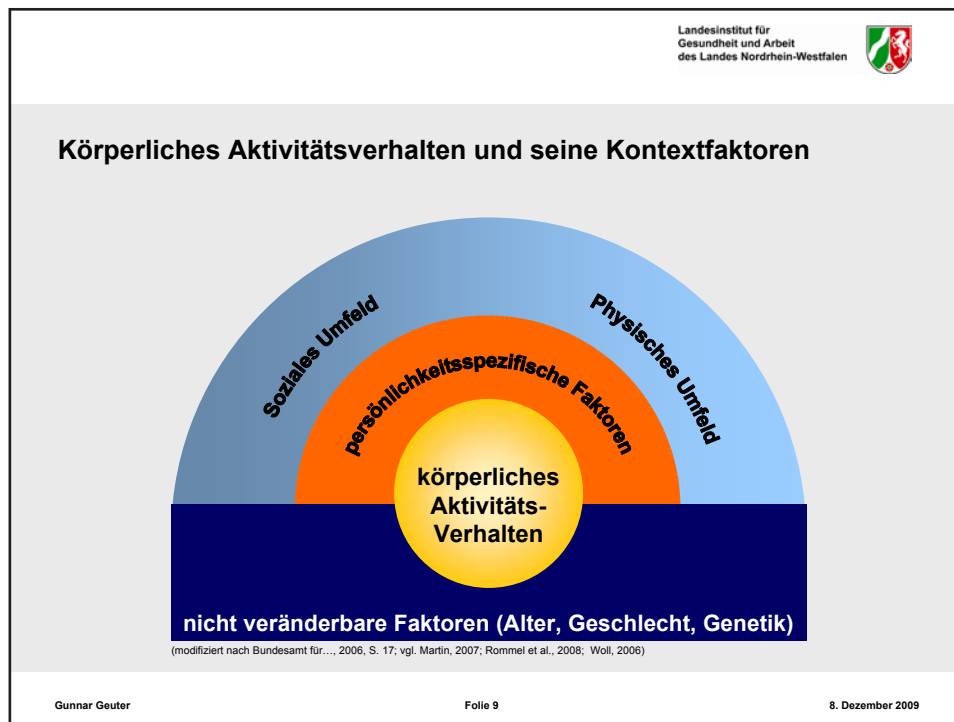 Landesinstitut für
Gesundheit und Arbeit
des Landes Nordrhein-Westfalen
Körperliches Aktivitätsverhalten und seine Kontextfaktoren
Soziales Umfeld
Physisches Umfeld
persönlichkeitsspezifische Faktoren
körperliches
Aktivitäts-
Verhalten
nicht veränderbare Faktoren (Alter, Geschlecht, Genetik)
(modifiziert nach Bundesamt für…, 2006, S. 17; vgl. Martin, 2007; Rommel et al., 2008; Woll, 2006)
Gunnar Geuter
Folie 9
8. Dezember 2009